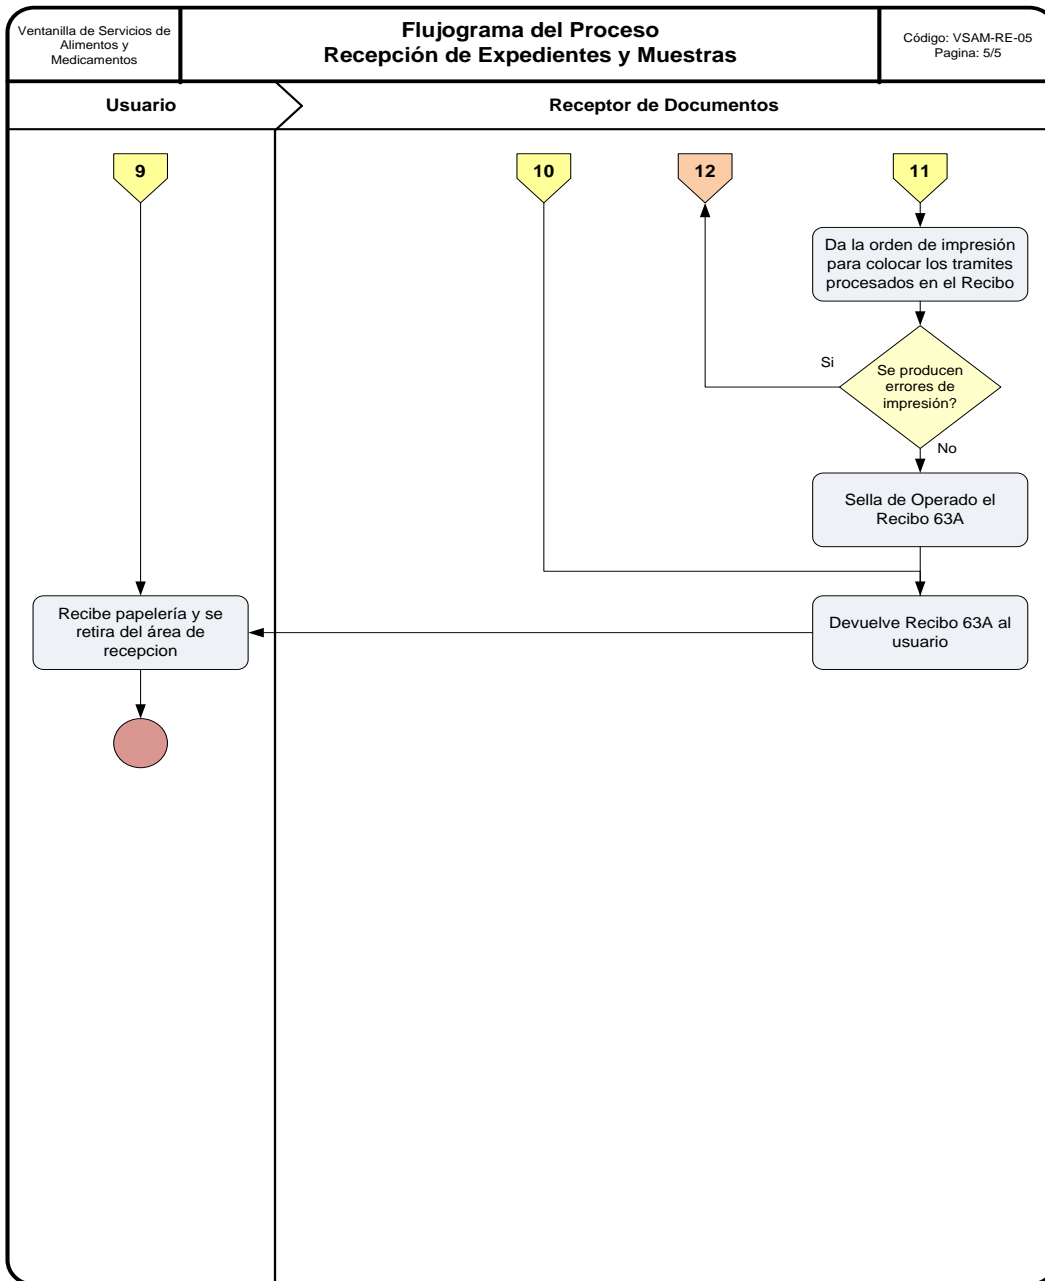 Ventanilla de Servicios de
Alimentos y
Medicamentos
Flujograma del Proceso
Recepción de Expedientes y Muestras
Código: VSAM-RE-05
Pagina: 5/5
Usuario
Receptor de Documentos
9
10
12
11
Da la orden de impresión
para colocar los tramites
procesados en el Recibo
Si
Se producen
errores de
impresión?
No
Sella de Operado el
Recibo 63A
Recibe papelería y se
retira del área de
recepcion
Devuelve Recibo 63A al
usuario